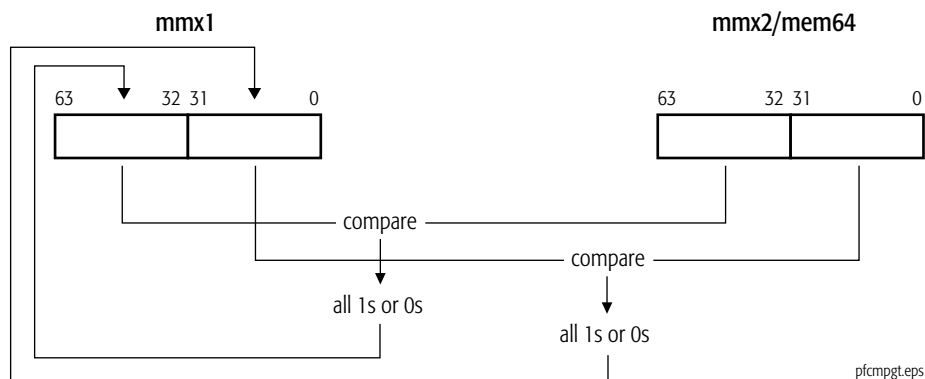 mmx1 mmx2/mem64
63 32 31 0 63 32 31 0
compare
compare
all 1s or 0s
all 1s or 0s
pfcmpgt.eps